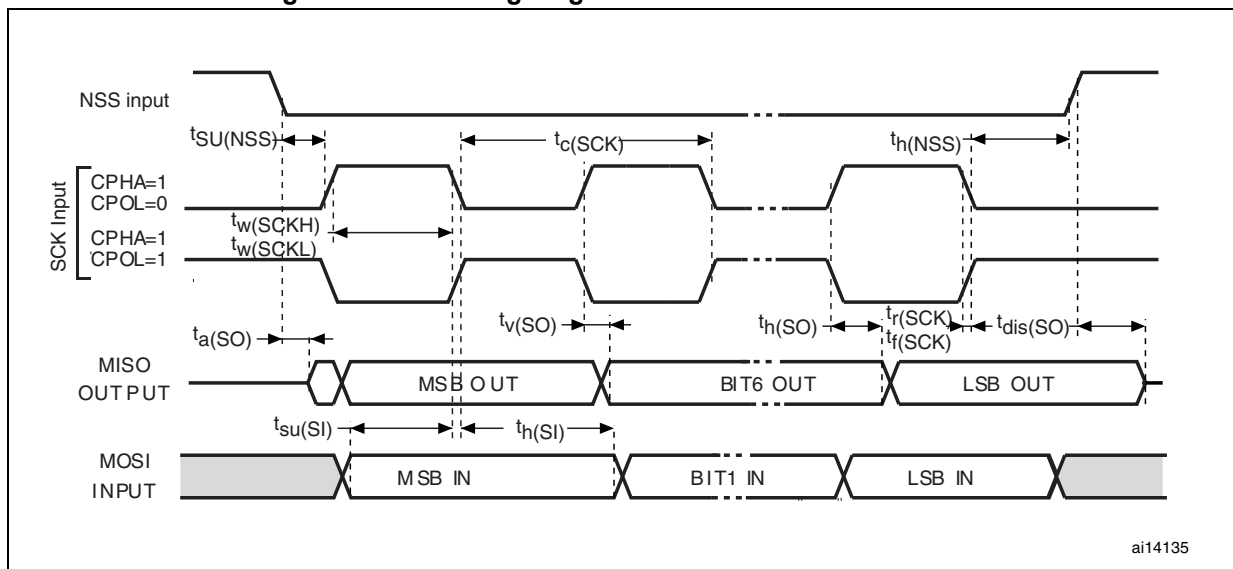 NSS input
tSU(NSS)
tc(SCK)
th(NSS)
SCK Input
CPHA=1
CPOL=0
tw(SCKH)
tw(SCKL)
CPHA=1
CPOL=1
ta(SO)
tv(SO)
th(SO)
tr(SCK)
tf(SCK)
tdis(SO)
MISO
OUTPUT
MSB OUT
BIT6 OUT
LSB OUT
tsu(SI)
th(SI)
MOSI
INPUT
MSB IN
BIT1 IN
LSB IN
ai14135